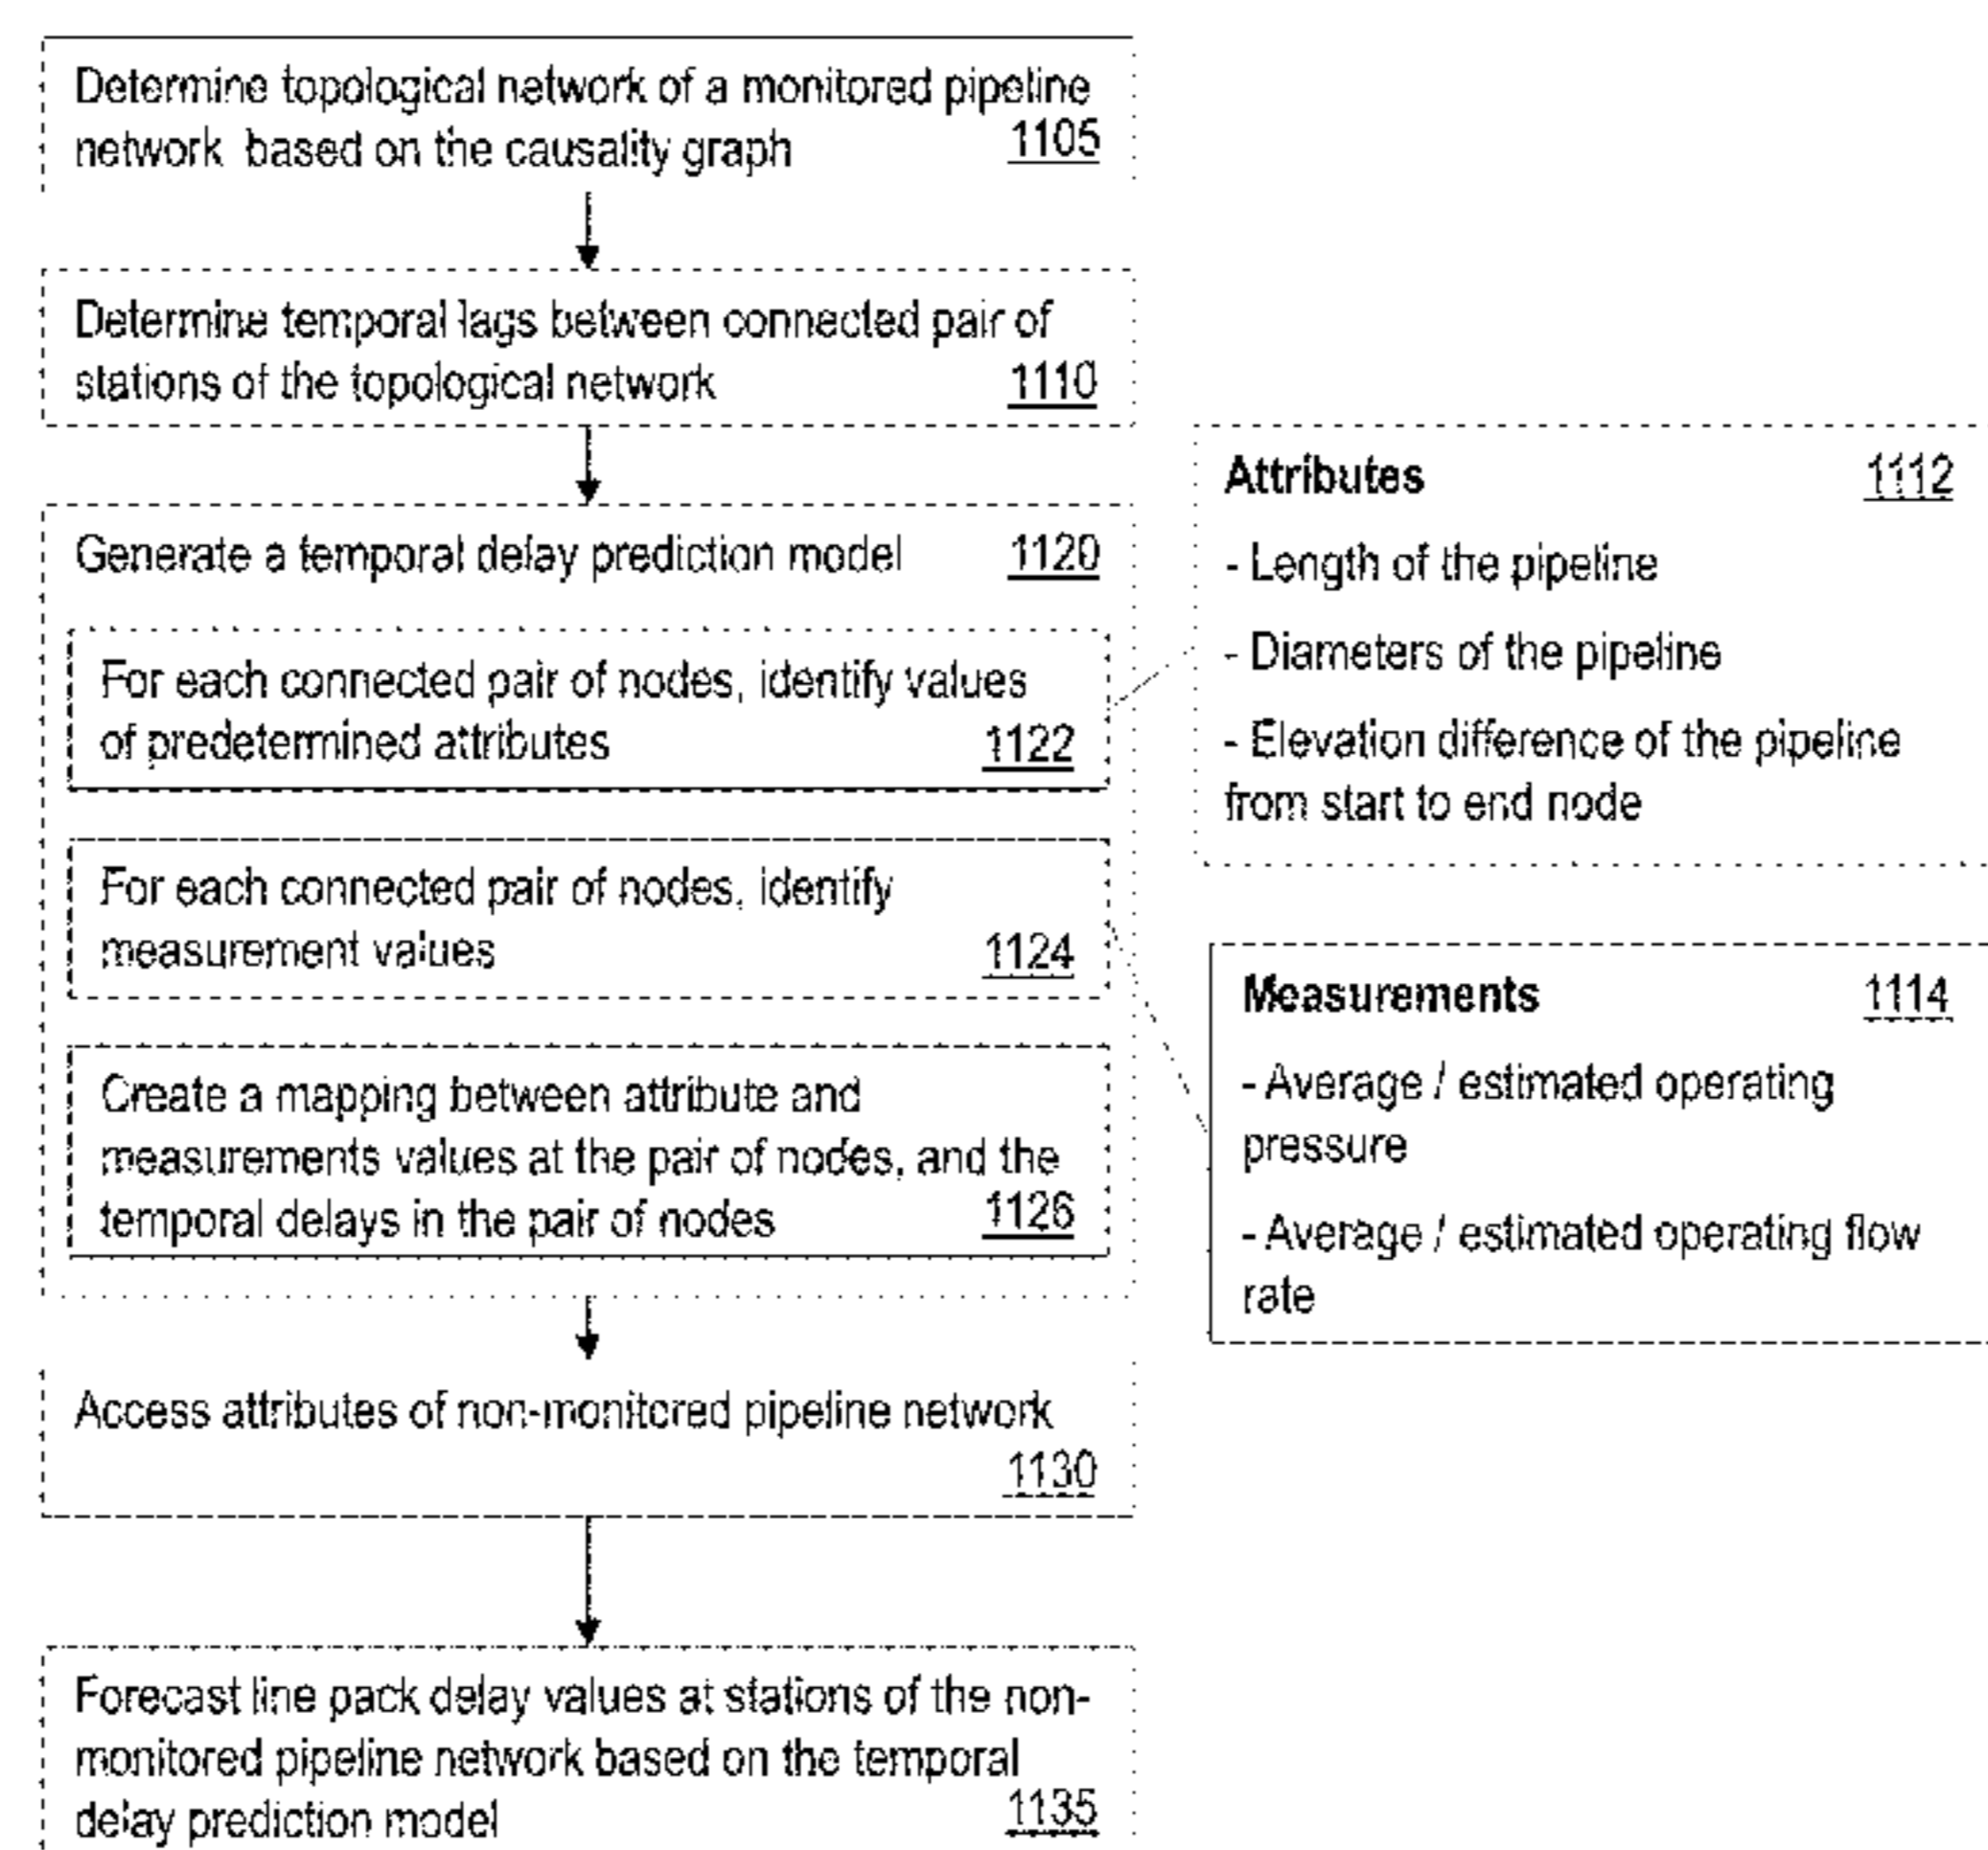 Determine topological network of a monitored pipeline
network based on the causality graph 1105
Determine temporal lags between connected pair of
stations of the topological network 1110
Generate a temporal delay prediction model 1120
For each connected pair of nodes, identify values
of predetermined attributes 1122
For each connected pair of nodes, identify
measurement values 1124
Create a mapping between attribute and
measurements values at the pair of nodes, and the
temporal delays in the pair of nodes 1126
Attributes 1112
- Length of the pipeline
- Diameters of the pipeline
- Elevation difference of the pipeline
from start to end node
Measurements 1114
- Average / estimated operating
pressure
- Average / estimated operating flow
rate
Access attributes of non-monitored pipeline network
1130
Forecast line pack delay values at stations of the non-
monitored pipeline network based on the temporal
delay prediction model 1135